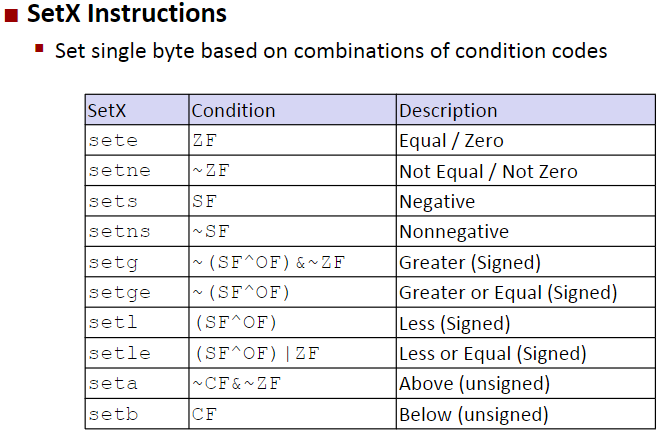 SetX Instructions
Set single byte based on combinations of condition codes
SetX Condition Description
sete ZF Equal / Zero
setne ~ZF Not Equal / Not Zero
sets SF Negative
setns ~SF Nonnegative
setg ~(SF^OF)&~ZF Greater (Signed)
setge ~(SF^OF) Greater or Equal (Signed)
setl (SF^OF) Less (Signed)
setle (SF^OF)|ZF Less or Equal (Signed)
seta ~CF&~ZF Above (unsigned)
setb CF Below (unsigned)